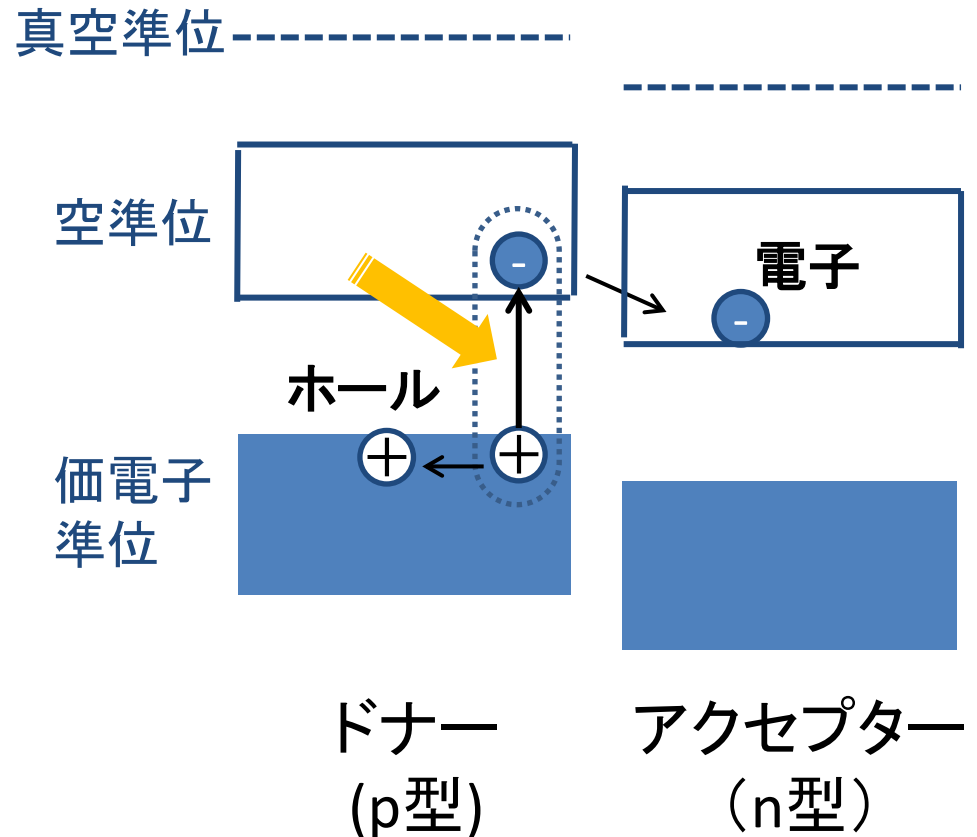 真空準位
空準位
電子
ホール
価電子
準位
ドナー
(p型)
アクセプター
（n型）